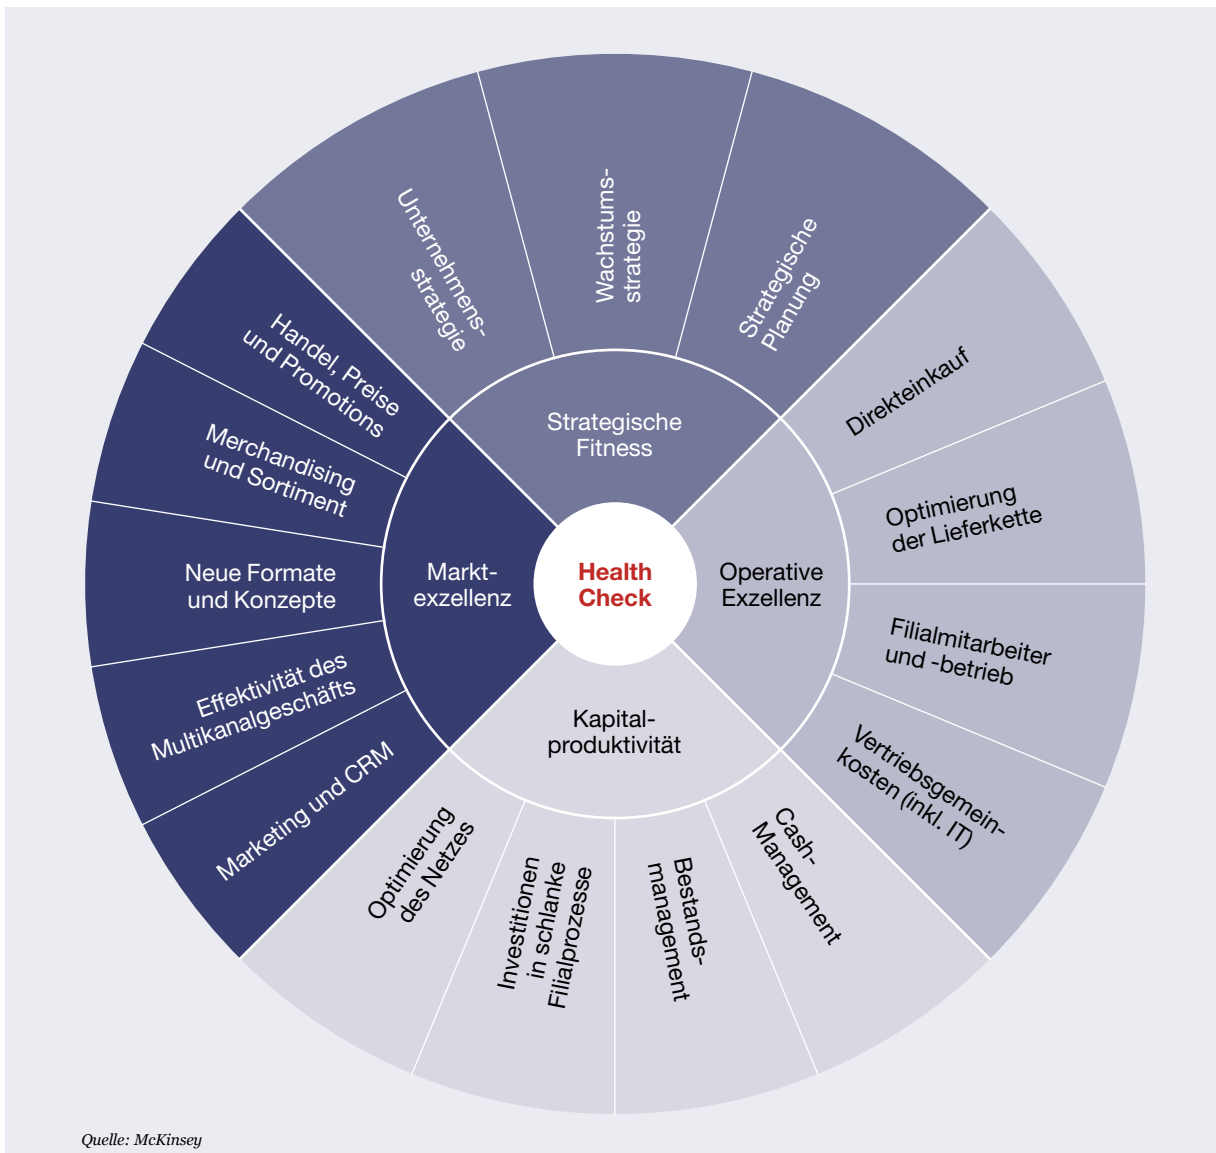 Unternehmens-
strategie
Wachstums-
strategie
Strategische
Planung
Strategische
Fitness
Direkteinkauf
Optimierung
der Lieferkette
Filialmitarbeiter
und -betrieb
Vertriebsgemein-
kosten (inkl. IT)
Operative
Exzellenz
Cash-
Management
Bestands-
management
Investitionen
in schlanke
Filialprozesse
Optimierung
des Netzes
Kapital-
produktivität
Marketing und CRM
Effektivität des
Multikanalgeschäfts
Neue Formate
und Konzepte
Merchandising
und Sortiment
Handel, Preise
und Promotions
Markt-
exzellenz
Health
Check
Quelle: McKinsey